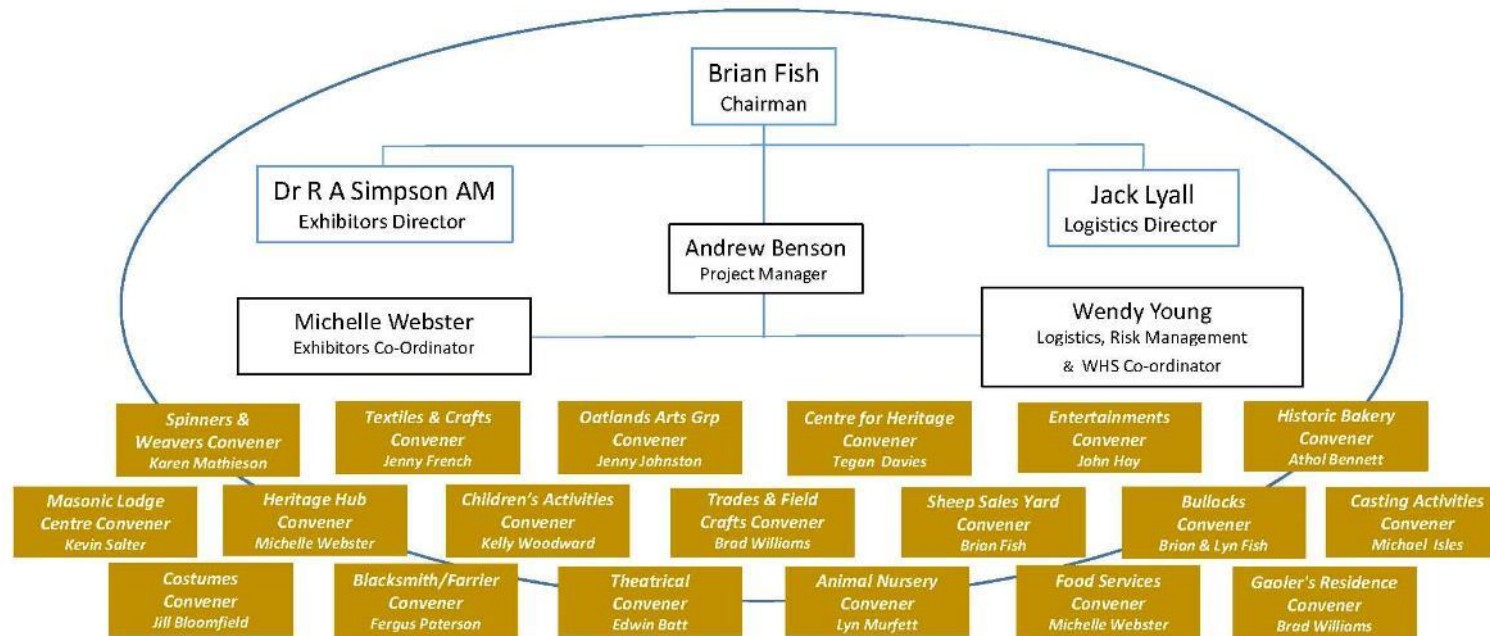 Brian Fish
Chairman
Dr R A Simpson AM
Exhibitors Director
Jack Lyall
Logistics Director
Andrew Benson
Project Manager
Michelle Webster
Exhibitors Co-Ordinator
Wendy Young
Logistics, Risk Management
& WHS Co-ordinator
Spinners &
Weavers Convener
Karen Mathieson
Textiles & Crafts
Convener
Jenny French
Oatlands Arts Grp
Convener
Jenny Johnston
Centre for Heritage
Convener
Tegan Davies
Entertainments
Convener
John Hay
Historic Bakery
Convener
Athol Bennett
Masonic Lodge
Centre Convener
Kevin Salter
Heritage Hub
Convener
Michelle Webster
Children's Activities
Convener
Kelly Woodward
Trades & Field
Crafts Convener
Brad Williams
Sheep Sales Yard
Convener
Brian Fish
Bullocks
Convener
Brian & Lyn Fish
Casting Activities
Convener
Michael Isles
Costumes
Convener
Jill Bloomfield
Blacksmith/Farrier
Convener
Fergus Paterson
Theatrical
Convener
Edwin Batt
Animal Nursery
Convener
Lyn Murfett
Food Services
Convener
Michelle Webster
Gaoler's Residence
Convener
Brad Williams